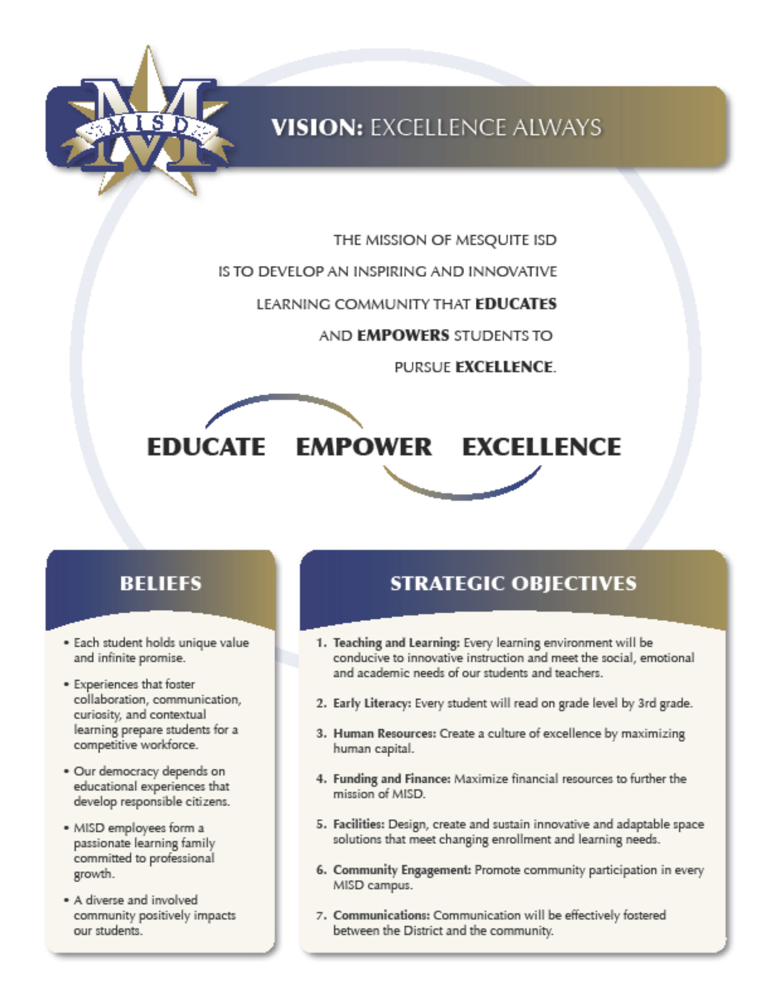 MISD
VISION: EXCELLENCE ALWAYS
THE MISSION OF MESQUITE ISD
IS TO DEVELOP AN INSPIRING AND INNOVATIVE
LEARNING COMMUNITY THAT EDUCATES
AND EMPOWERS STUDENTS TO
PURSUE EXCELLENCE.
EDUCATE EMPOWER EXCELLENCE
BELIEFS
• Each student holds unique value
and infinite promise.
• Experiences that foster
collaboration, communication,
curiosity, and contextual
learning prepare students for a
competitive workforce.
• Our democracy depends on
educational experiences that
develop responsible citizens.
• MISD employees form a
passionate learning family
committed to professional
growth.
• A diverse and involved
community positively impacts
our students.
STRATEGIC OBJECTIVES
1. Teaching and Learning: Every learning environment will be
conducive to innovative instruction and meet the social, emotional
and academic needs of our students and teachers.
2. Early Literacy: Every student will read on grade level by 3rd grade.
3. Human Resources: Create a culture of excellence by maximizing
human capital.
4. Funding and Finance: Maximize financial resources to further the
mission of MISD.
5. Facilities: Design, create and sustain innovative and adaptable space
solutions that meet changing enrollment and learning needs.
6. Community Engagement: Promote community participation in every
MISD campus.
7. Communications: Communication will be effectively fostered
between the District and the community.